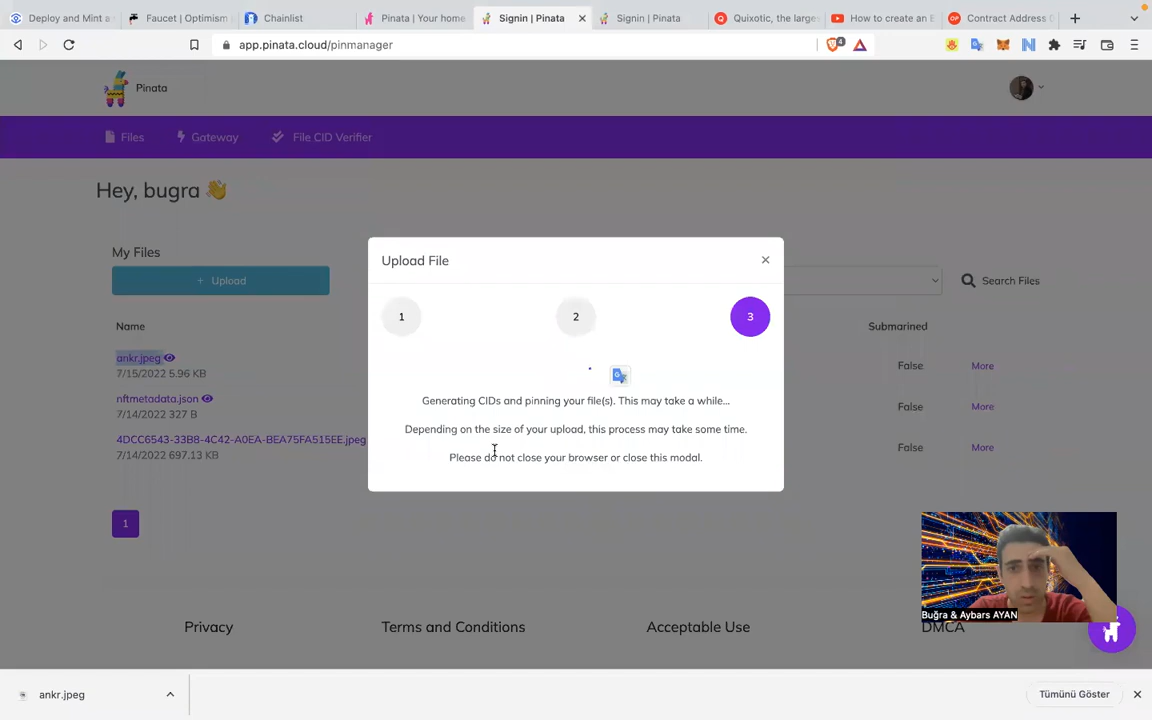 Deploy and Mint a
Faucet | Optimism
Chainlist
Pinata | Your home
Signin | Pinata
SignIn | Pinata
Quixotic, the larges
How to create an E
Contract Address D
app.pinata.cloud/pinmanager
Pinata
Files
Gateway
File CID Verifier
Hey, bugra 👋
My Files
+ Upload
Search Files
Name
Submarined
ankr.jpeg
7/15/2022 5.96 KB
False
More
nftmetadata.json
7/14/2022 327 B
False
More
4DCC6543-33B8-4C42-A0EA-BEA75FA515EE.jpeg
7/14/2022 697.13 KB
False
More
1
Upload File
1
2
3
Generating CIDs and pinning your file(s). This may take a while...
Depending on the size of your upload, this process may take some time.
Please do not close your browser or close this modal.
Buğra & Aybars AYAN
Privacy
Terms and Conditions
Acceptable Use
DMCA
ankr.jpeg
Tümünü Göster